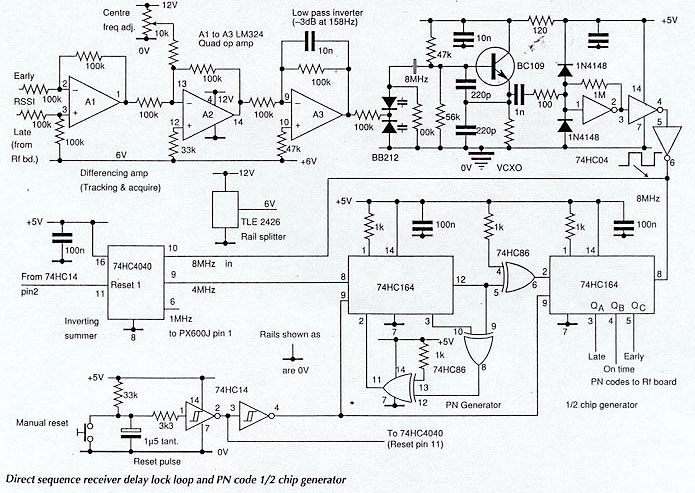 Centre
freq adj.
12V
10k
0V
A1 to A3 LM324
Quad op amp
Low pass inverter
(–3dB at 158Hz)
10n
100k
100k
100k
100k
Early
RSSI
100k
Late
(from
Rf bd.)
100k
100k
2
3
1
A1
100k
13
12
4
12V
A2
11
14
33k
100k
9
10
A3
8
47k
100k
6V
+6V
Differencing amp
(Tracking & acquire)
47k
10n
120
+5V
BC109
8MHz
220p
220p
1n
100
1N4148
1N4148
1M
10n
14
1
2
3
4
7
5
6
00k
56k
BB212
0V
VCXO
74HC04
8MHz
12V
6V
TLE 2426
Rail splitter
+5V
100n
16
74HC4040
Reset 1
10
8MHz in
9
4MHz
6
1MHz
to PX600J pin 1
11
8
From 74HC14
pin2
Inverting
summer
Rails shown as
are 0V
+5V
1k
100n
1
14
74HC164
8
9
12
7
2
3
74HC86
4
5
6
10
9
8
+5V
1k
74HC86
14
11
13
12
7
PN Generator
+5V
1k
100n
1
14
74HC164
2
8
9
7
QA QB QC
3 4 5
Late
Early
On time
PN codes to Rf board
1/2 chip generator
+5V
33k
Manual reset
3k3
1µ5 tant.
1
14
2
3
4
7
74HC14
0V
Reset pulse
To 74HC4040
(Reset pin 11)
Direct sequence receiver delay lock loop and PN code 1/2 chip generator